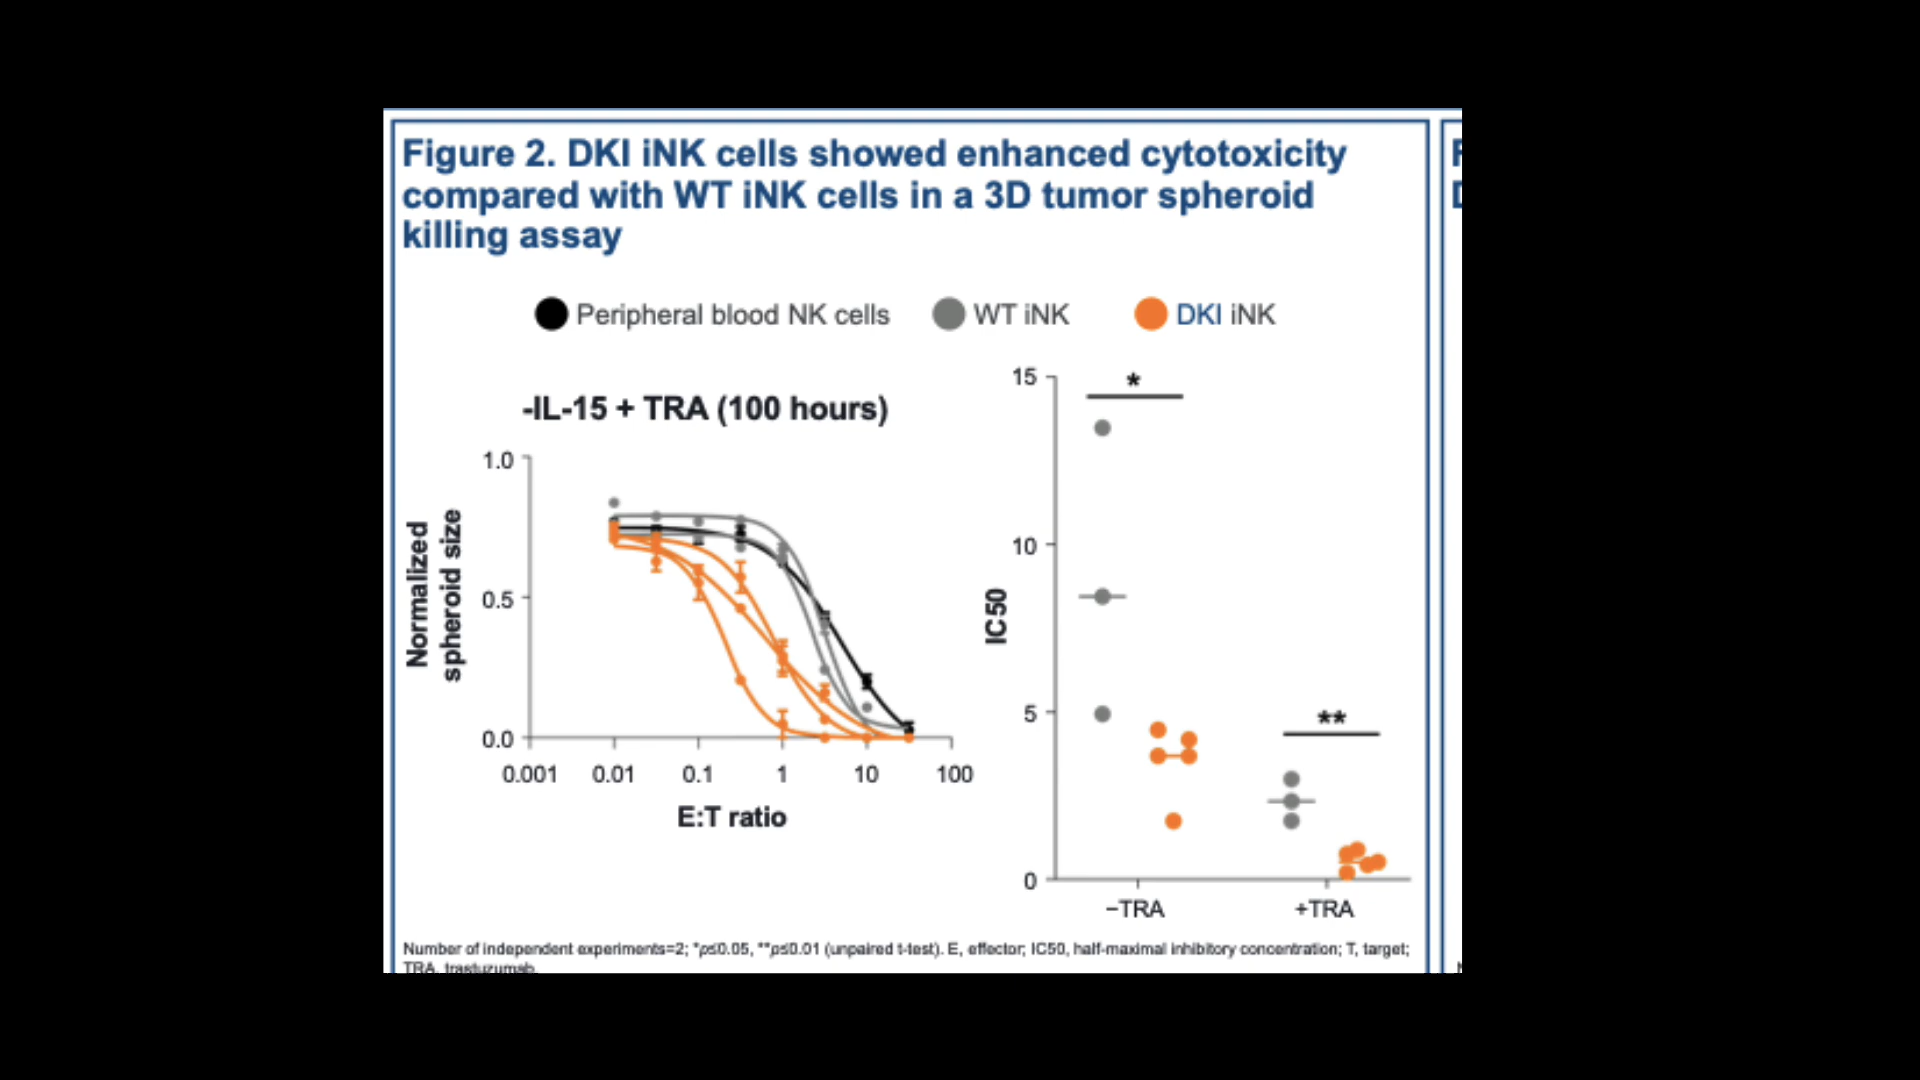 Figure 2. DKI iNK cells showed enhanced cytotoxicity
compared with WT iNK cells in a 3D tumor spheroid
killing assay
Peripheral blood NK cells
WT iNK
DKI iNK
-IL-15 + TRA (100 hours)
Normalized
spheroid size
1.0
0.5
0.0
0.001 0.01 0.1 1 10 100
E:T ratio
IC50
15
10
5
0
*
**
−TRA
+TRA
Number of independent experiments=2; *p≤0.05, **p≤0.01 (unpaired t-test). E, effector; IC50, half-maximal inhibitory concentration; T, target;
TRA, trastuzumab.